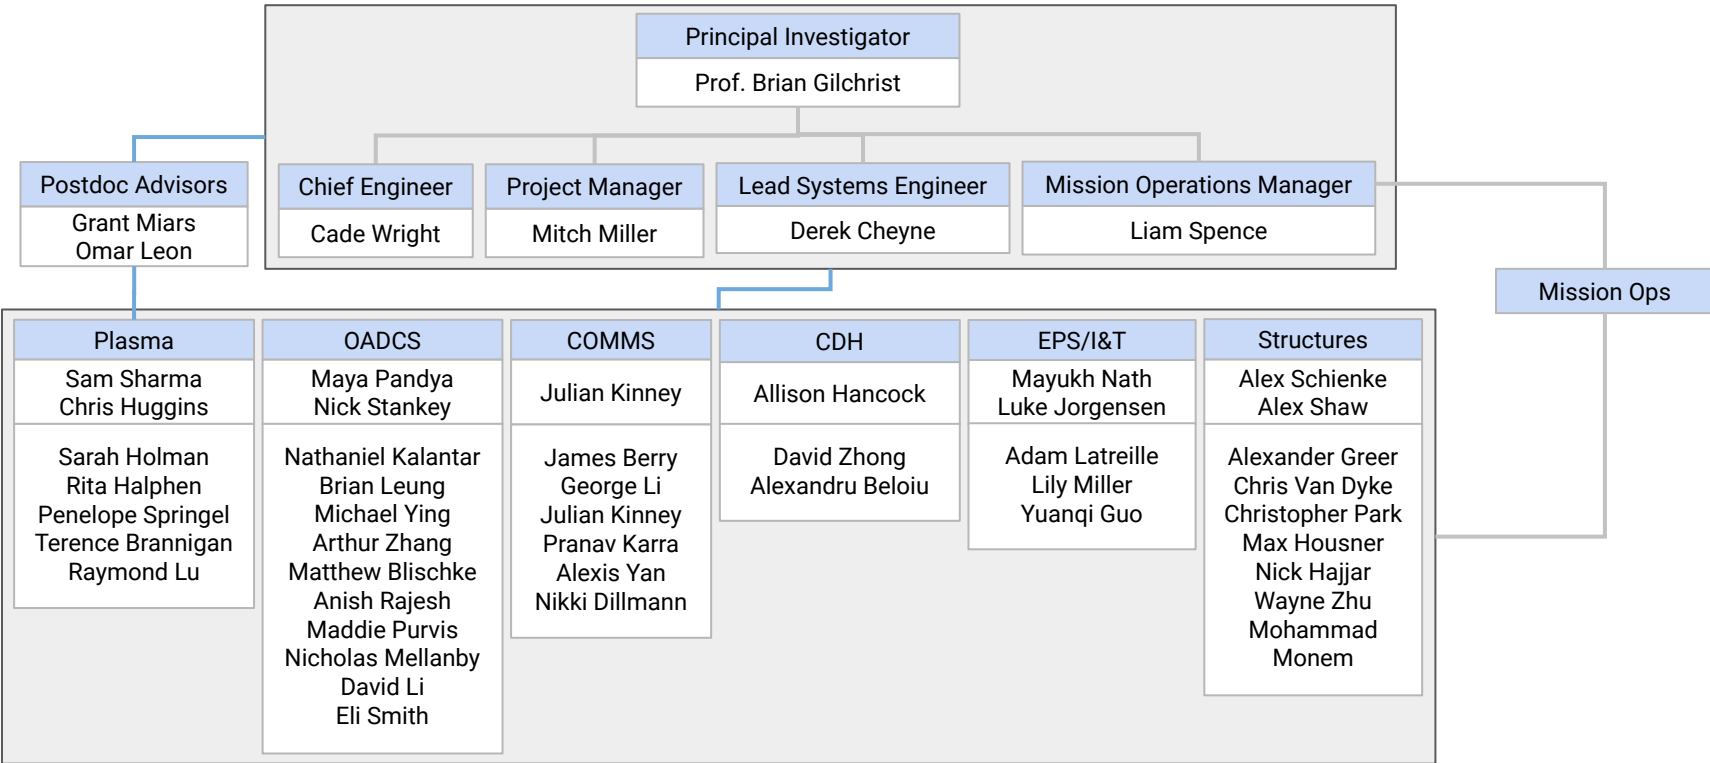 Principal Investigator
Prof. Brian Gilchrist
Postdoc Advisors
Grant Miars
Omar Leon
Chief Engineer
Cade Wright
Project Manager
Mitch Miller
Lead Systems Engineer
Derek Cheyne
Mission Operations Manager
Liam Spence
Mission Ops
Plasma
Sam Sharma
Chris Huggins
Sarah Holman
Rita Halphen
Penelope Springel
Terence Brannigan
Raymond Lu
OADCS
Maya Pandya
Nick Stankey
Nathaniel Kalantar
Brian Leung
Michael Ying
Arthur Zhang
Matthew Blischke
Anish Rajesh
Maddie Purvis
Nicholas Mellanby
David Li
Eli Smith
COMMS
Julian Kinney
James Berry
George Li
Julian Kinney
Pranav Karra
Alexis Yan
Nikki Dillmann
CDH
Allison Hancock
David Zhong
Alexandru Beloiu
EPS/I&T
Mayukh Nath
Luke Jorgensen
Adam Latreille
Lily Miller
Yuanqi Guo
Structures
Alex Schienke
Alex Shaw
Alexander Greer
Chris Van Dyke
Christopher Park
Max Housner
Nick Hajjar
Wayne Zhu
Mohammad
Monem